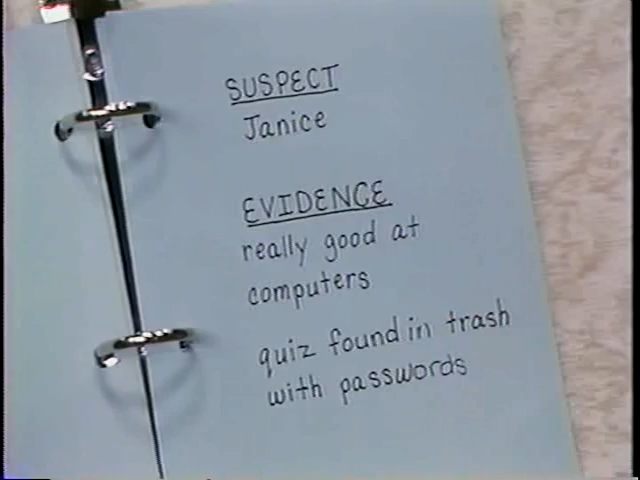 SUSPECT
Janice
EVIDENCE
really good at
computers
quiz found in trash
with passwords